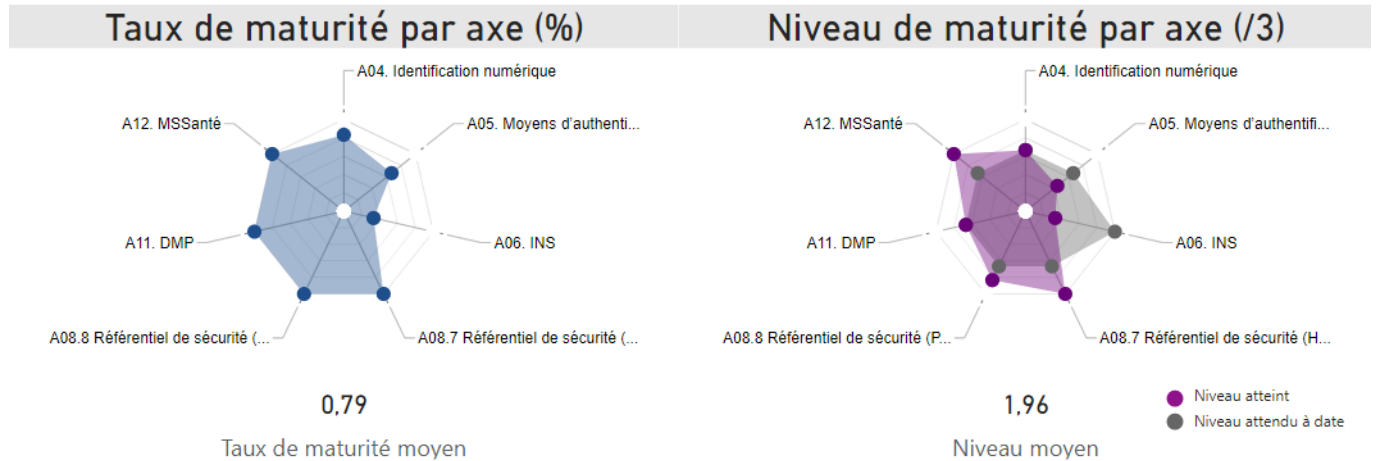 Taux de maturité par axe (%)
A04. Identification numérique
A12. MSSanté
A05. Moyens d'authenti...
A11. DMP
A06. INS
A08.8 Référentiel de sécurité (...
A08.7 Référentiel de sécurité (...
0,79
Taux de maturité moyen
Niveau de maturité par axe (/3)
A04. Identification numérique
A12. MSSanté
A05. Moyens d'authentifi...
A11. DMP
A06. INS
A08.8 Référentiel de sécurité (P...
A08.7 Référentiel de sécurité (H...
1,96
Niveau moyen
Niveau atteint
Niveau attendu à date